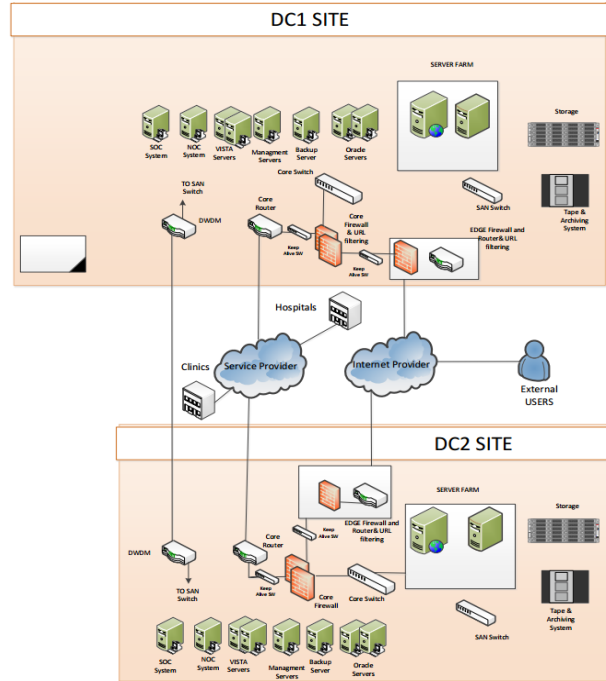 DC1 SITE
SERVER FARM
Storage
SOC
System
NOC
System
VISTA
Servers
Managment
Servers
Backup
Server
Oracle
Servers
Core Switch
TO SAN
Switch
DWDM
Core
Router
Keep
Alive SW
Core
Firewall
& URL
filtering
Keep
Alive SW
SAN Switch
EDGE Firewall and
Router& URL
filtering
Tape &
Archiving
System
Hospitals
Clinics
Service Provider
Internet Provider
External
USERS
DC2 SITE
SERVER FARM
Storage
EDGE Firewall and
Router& URL
filtering
Keep
Alive SW
DWDM
Core
Router
Keep
Alive SW
TO SAN
Switch
Core
Firewall
Core Switch
SAN Switch
Tape &
Archiving
System
SOC
System
NOC
System
VISTA
Servers
Managment
Servers
Backup
Server
Oracle
Servers